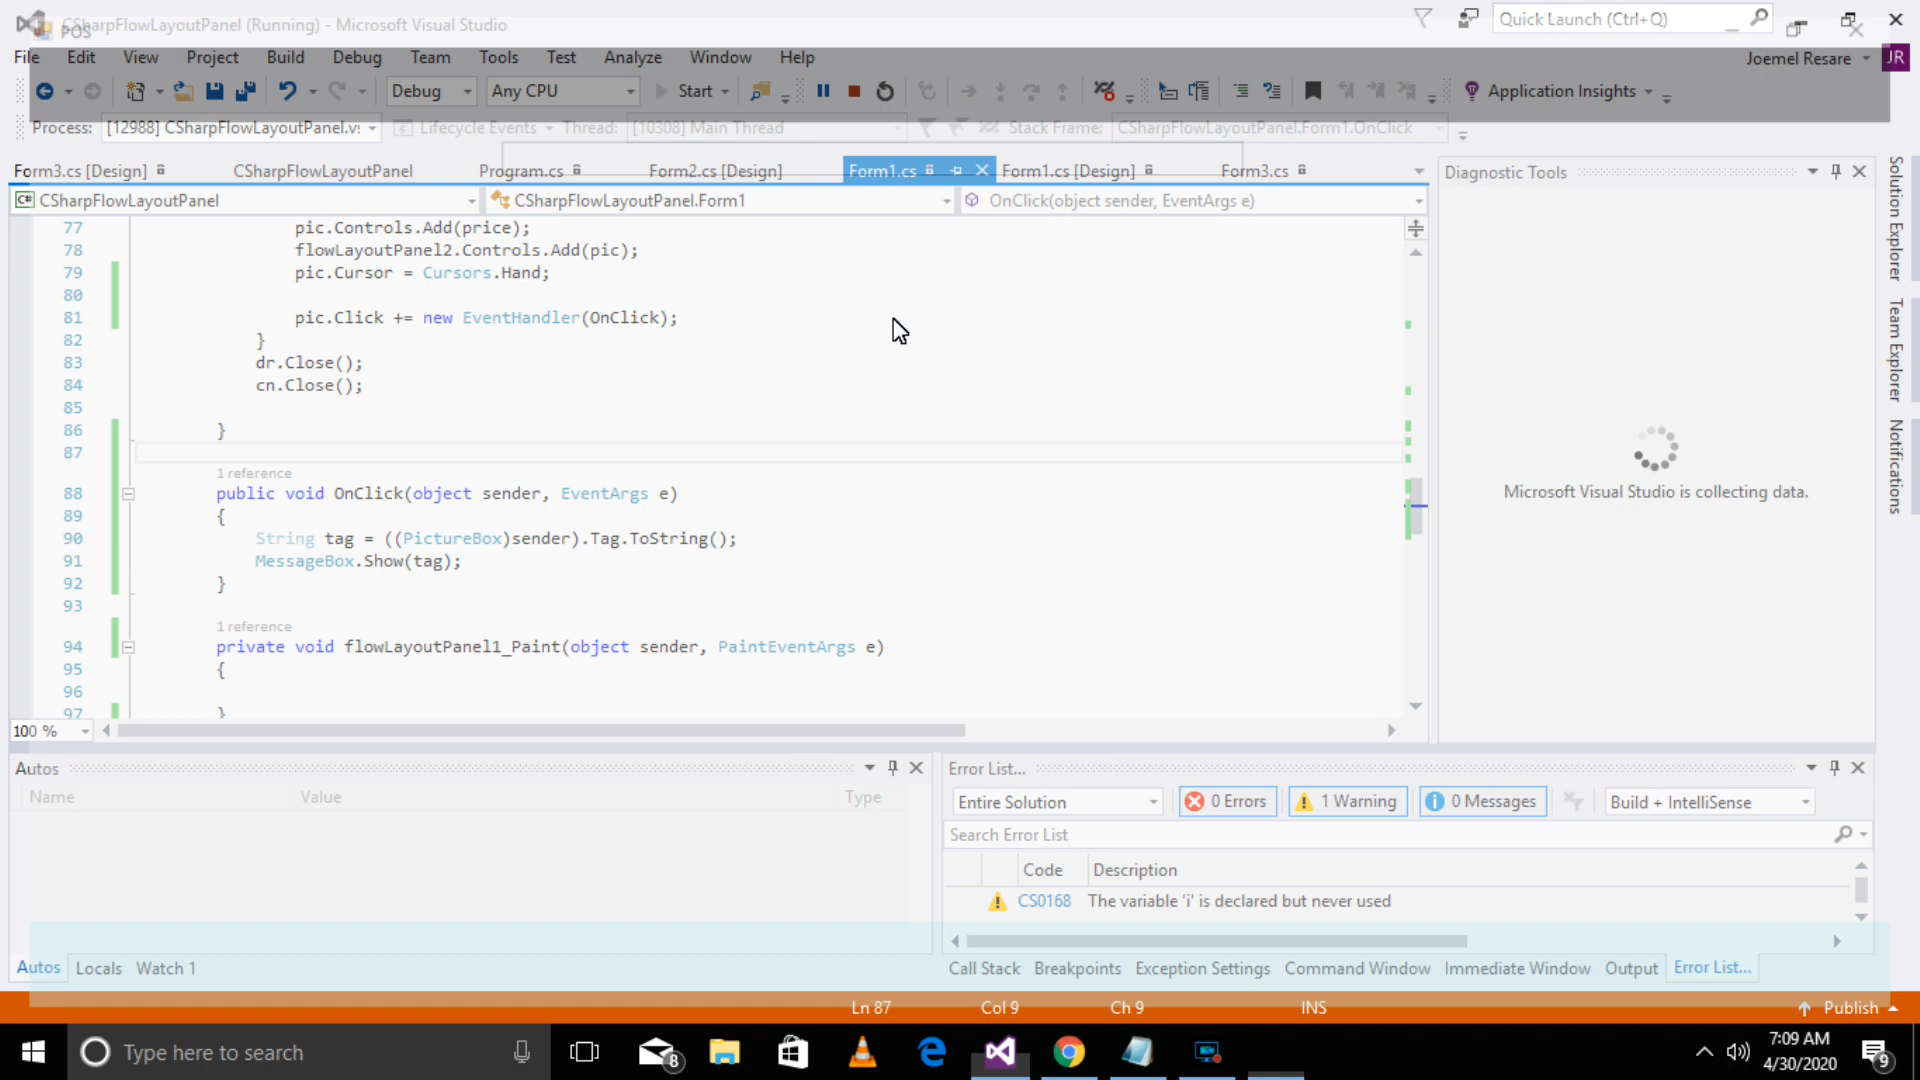 CSharpFlowLayoutPanel (Running) - Microsoft Visual Studio
POS
Quick Launch (Ctrl+Q)
File Edit View Project Build Debug Team Tools Test Analyze Window Help
Joemel Resare JR
Debug Any CPU Start Application Insights
Process: [12988] CSharpFlowLayoutPanel.vs Lifecycle Events Thread: [10308] Main Thread Stack Frame: CSharpFlowLayoutPanel.Form1.OnClick
Form3.cs [Design] CSharpFlowLayoutPanel Program.cs Form2.cs [Design] Form1.cs Form1.cs [Design] Form3.cs
Diagnostic Tools
C# CSharpFlowLayoutPanel CSharpFlowLayoutPanel.Form1 OnClick(object sender, EventArgs e)
77 pic.Controls.Add(price);
78 flowLayoutPanel2.Controls.Add(pic);
79 pic.Cursor = Cursors.Hand;
80
81 pic.Click += new EventHandler(OnClick);
82 }
83 dr.Close();
84 cn.Close();
85
86 }
87
1 reference
88 public void OnClick(object sender, EventArgs e)
89 {
90 String tag = ((PictureBox)sender).Tag.ToString();
91 MessageBox.Show(tag);
92 }
93
1 reference
94 private void flowLayoutPanel1_Paint(object sender, PaintEventArgs e)
95 {
96
97 }
100 %
Microsoft Visual Studio is collecting data.
Solution Explorer
Team Explorer
Notifications
Autos
Name Value Type
Autos Locals Watch 1
Error List...
Entire Solution 0 Errors 1 Warning 0 Messages Build + IntelliSense
Search Error List
Code Description
CS0168 The variable 'i' is declared but never used
Call Stack Breakpoints Exception Settings Command Window Immediate Window Output Error List...
Ln 87 Col 9 Ch 9 INS Publish
Type here to search
8
7:09 AM
4/30/2020
9